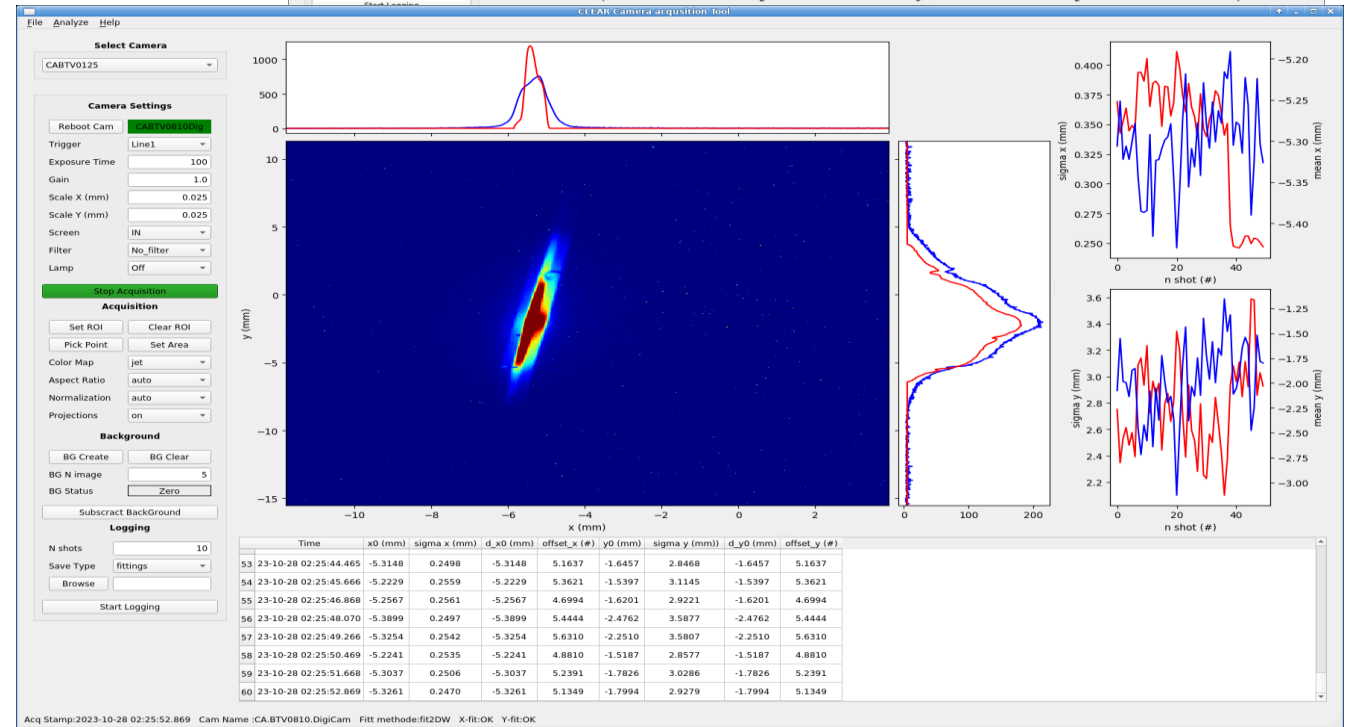 Start Logging
CLEAR Camera acqusition Tool
File Analyze Help
Select Camera
CABTV0125
Camera Settings
Reboot Cam CABTV0810Dig
Trigger Line1
Exposure Time 100
Gain 1.0
Scale X (mm) 0.025
Scale Y (mm) 0.025
Screen IN
Filter No_filter
Lamp Off
Stop Acquisition
Acquisition
Set ROI Clear ROI
Pick Point Set Area
Color Map jet
Aspect Ratio auto
Normalization auto
Projections on
Background
BG Create BG Clear
BG N image 5
BG Status Zero
Subscract BackGround
Logging
N shots 10
Save Type fittings
Browse
Start Logging
1000
500
0
10
5
0
−5
−10
−15
y (mm)
−10 −8 −6 −4 −2 0 2
x (mm)
0 100 200
0.400
0.375
0.350
0.325
0.300
0.275
0.250
sigma x (mm)
−5.20
−5.25
−5.30
−5.35
−5.40
mean x (mm)
0 20 40
n shot (#)
3.6
3.4
3.2
3.0
2.8
2.6
2.4
2.2
sigma y (mm)
−1.25
−1.50
−1.75
−2.00
−2.25
−2.50
−2.75
−3.00
mean y (mm)
0 20 40
n shot (#)
Time x0 (mm) sigma x (mm) d_x0 (mm) offset_x (#) y0 (mm) sigma y (mm)) d_y0 (mm) offset_y (#)
53 23-10-28 02:25:44.465 -5.3148 0.2498 -5.3148 5.1637 -1.6457 2.8468 -1.6457 5.1637
54 23-10-28 02:25:45.666 -5.2229 0.2559 -5.2229 5.3621 -1.5397 3.1145 -1.5397 5.3621
55 23-10-28 02:25:46.868 -5.2567 0.2561 -5.2567 4.6994 -1.6201 2.9221 -1.6201 4.6994
56 23-10-28 02:25:48.070 -5.3899 0.2497 -5.3899 5.4444 -2.4762 3.5877 -2.4762 5.4444
57 23-10-28 02:25:49.266 -5.3254 0.2542 -5.3254 5.6310 -2.2510 3.5807 -2.2510 5.6310
58 23-10-28 02:25:50.469 -5.2241 0.2535 -5.2241 4.8810 -1.5187 2.8577 -1.5187 4.8810
59 23-10-28 02:25:51.668 -5.3037 0.2506 -5.3037 5.2391 -1.7826 3.0286 -1.7826 5.2391
60 23-10-28 02:25:52.869 -5.3261 0.2470 -5.3261 5.1349 -1.7994 2.9279 -1.7994 5.1349
Acq Stamp:2023-10-28 02:25:52.869 Cam Name :CA.BTV0810.DigiCam Fitt methode:fit2DW X-fit:OK Y-fit:OK